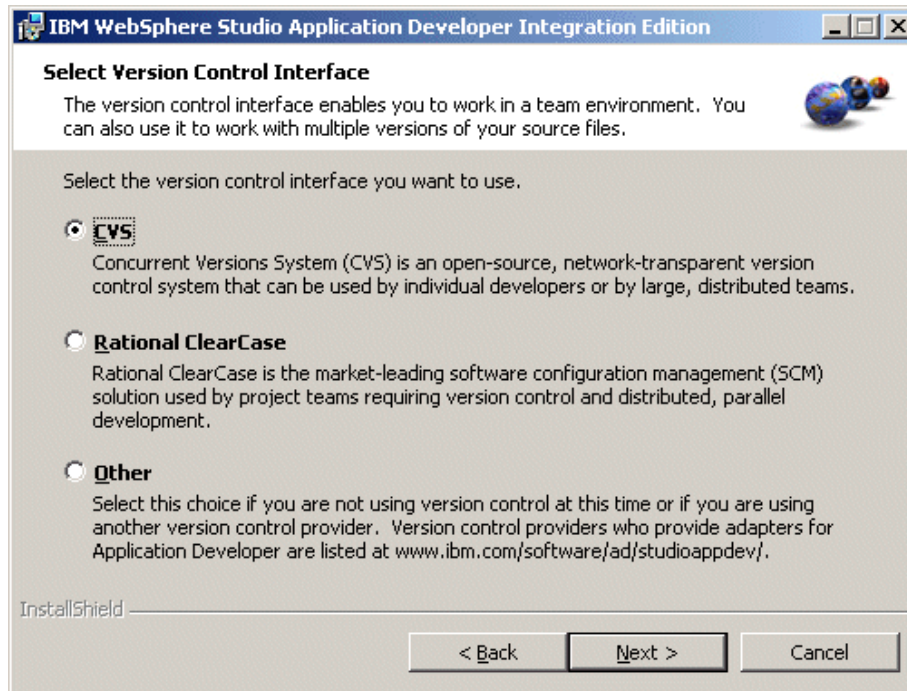 IBM WebSphere Studio Application Developer Integration Edition
Select Version Control Interface
The version control interface enables you to work in a team environment. You
can also use it to work with multiple versions of your source files.
Select the version control interface you want to use.
CVS
Concurrent Versions System (CVS) is an open-source, network-transparent version
control system that can be used by individual developers or by large, distributed teams.
Rational ClearCase
Rational ClearCase is the market-leading software configuration management (SCM)
solution used by project teams requiring version control and distributed, parallel
development.
Other
Select this choice if you are not using version control at this time or if you are using
another version control provider. Version control providers who provide adapters for
Application Developer are listed at www.ibm.com/software/ad/studioappdev/.
InstallShield
< Back Next > Cancel